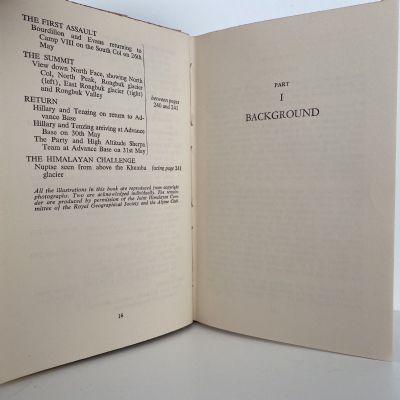 THE FIRST ASSAULT
Bourdillon and Evans returning to
Camp VIII on the South Col on 26th
May
THE SUMMIT
View down North Face, showing North
Col, North Peak, Rongbuk glacier
(left), East Rongbuk glacier (right)
and Rongbuk Valley
RETURN
Hillary and Tenzing on return to Ad-
vance Base
Hillary and Tenzing arriving at Advance
Base on 30th May
The Party and High Altitude Sherpa
Team at Advance Base on 31st May
between pages
240 and 241
THE HIMALAYAN CHALLENGE
Nuptse seen from above the Khumbu
glacier
facing page 241
All the illustrations in this book are reproduced from copyright
photographs. Two are acknowledged individually. The remain-
der are produced by permission of the Joint Himalayan Com-
mittee of the Royal Geographical Society and the Alpine Club.
16
PART
I
BACKGROUND